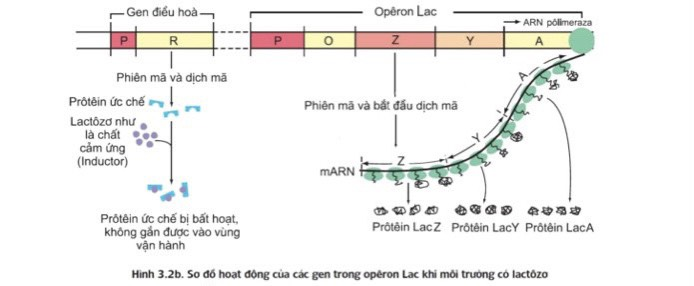 Gen điều hoà
Opêron Lac
ARN pôlimeraza
P
R
P
O
Z
Y
A
Phiên mã và dịch mã
Prôtêin ức chế
Lactôzơ như
là chất
cảm ứng
(Inductor)
Prôtêin ức chế bị bất hoạt,
không gắn được vào vùng
vận hành
Phiên mã và bắt đầu dịch mã
mARN
Z
Y
A
Prôtêin LacZ
Prôtêin LacY
Prôtêin LacA
Hình 3.2b. Sơ đồ hoạt động của các gen trong opêron Lac khi môi trường có lactôzơ